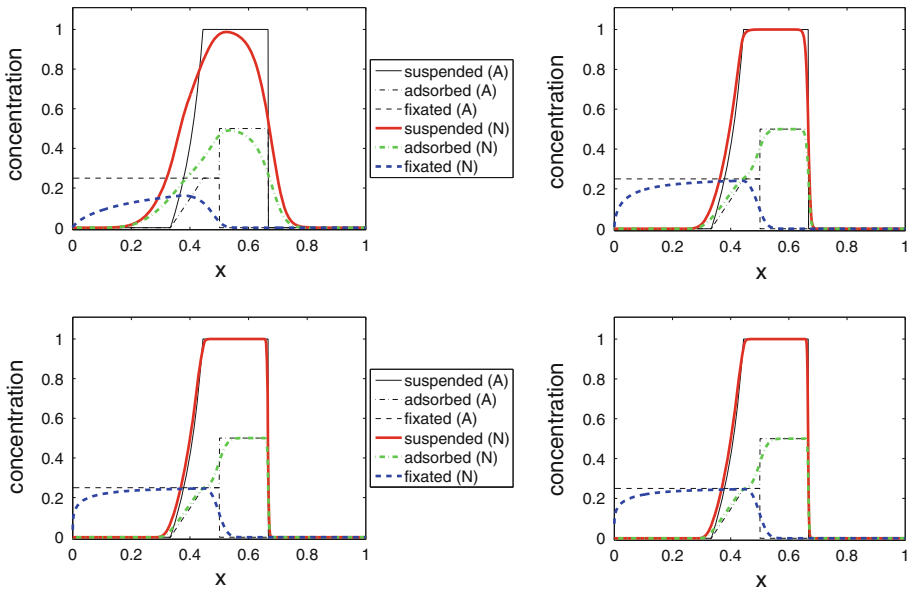 concentration
1
0.8
0.6
0.4
0.2
0
0 0.2 0.4 0.6 0.8 1
x
suspended (A)
adsorbed (A)
fixated (A)
suspended (N)
adsorbed (N)
fixated (N)
concentration
1
0.8
0.6
0.4
0.2
0
0 0.2 0.4 0.6 0.8 1
x
concentration
1
0.8
0.6
0.4
0.2
0
0 0.2 0.4 0.6 0.8 1
x
suspended (A)
adsorbed (A)
fixated (A)
suspended (N)
adsorbed (N)
fixated (N)
concentration
1
0.8
0.6
0.4
0.2
0
0 0.2 0.4 0.6 0.8 1
x